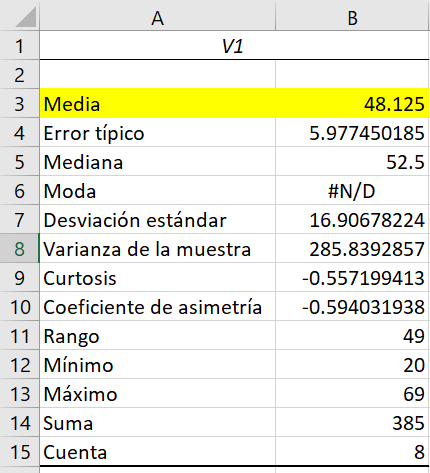 A B
1 V1
2
3 Media 48.125
4 Error típico 5.977450185
5 Mediana 52.5
6 Moda #N/D
7 Desviación estándar 16.90678224
8 Varianza de la muestra 285.8392857
9 Curtosis -0.557199413
10 Coeficiente de asimetría -0.594031938
11 Rango 49
12 Mínimo 20
13 Máximo 69
14 Suma 385
15 Cuenta 8